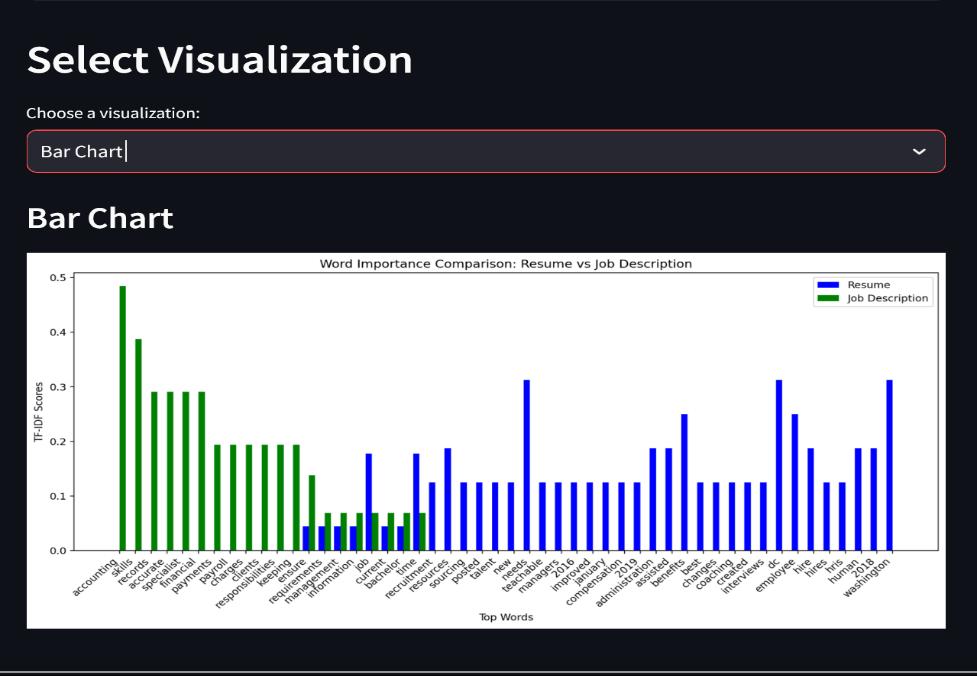 Select Visualization
Choose a visualization:
Bar Chart
Bar Chart
Word Importance Comparison: Resume vs Job Description
Resume
Job Description
TF-IDF Scores
0.5
0.4
0.3
0.2
0.1
0.0
accounting
skills
records
accurate
specialist
financial
payments
payroll
charges
clients
responsibilities
keeping
ensure
requirements
management
information
job
current
bachelor
time
recruitment
resources
sourcing
posted
talent
new
needs
teachable
managers
2016
improved
january
compensation
2019
administration
assisted
benefits
best
changes
coaching
created
interviews
dc
employee
hire
hires
hris
human
2018
washington
Top Words